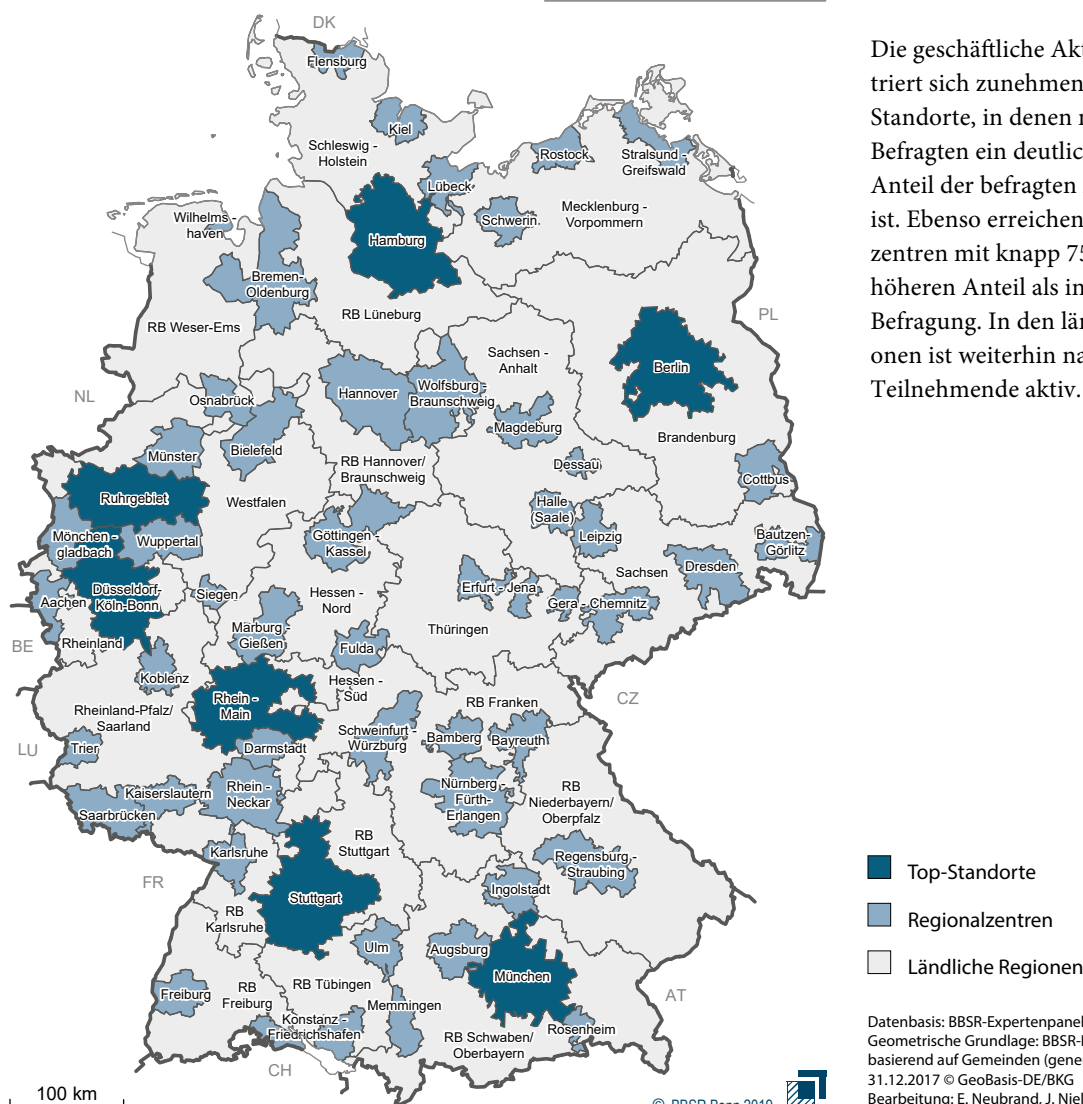 DK
Flensburg
Kiel
Schleswig -
Holstein
Lübeck
Rostock
Stralsund -
Greifswald
Wilhelms -
haven
Hamburg
Schwerin
Mecklenburg -
Vorpommern
Bremen-
Oldenburg
RB Lüneburg
RB Weser-Ems
PL
Sachsen -
Anhalt
Berlin
NL
Osnabrück
Hannover
Wolfsburg -
Braunschweig
Magdeburg
Brandenburg
Münster
Bielefeld
RB Hannover/
Braunschweig
Dessau
Cottbus
Ruhrgebiet
Westfalen
Halle
(Saale)
Leipzig
Mönchen -
gladbach
Wuppertal
Göttingen -
Kassel
Bautzen-
Görlitz
Sachsen
Dresden
Aachen
Düsseldorf-
Köln-Bonn
Siegen
Hessen -
Nord
Erfurt - Jena
Gera - Chemnitz
BE
Rheinland
Marburg -
Gießen
Thüringen
Fulda
Koblenz
Rhein -
Main
Hessen -
Süd
CZ
Rheinland-Pfalz/
Saarland
RB Franken
LU
Trier
Darmstadt
Schweinfurt -
Würzburg
Bamberg
Bayreuth
Kaiserslautern
Saarbrücken
Rhein -
Neckar
Nürnberg -
Fürth-
Erlangen
RB
Niederbayern/
Oberpfalz
RB
Stuttgart
Karlsruhe
Regensburg -
Straubing
FR
Stuttgart
Ingolstadt
RB
Karlsruhe
Ulm
Augsburg
München
Freiburg
RB
Freiburg
RB Tübingen
Memmingen
AT
Konstanz -
Friedrichshafen
RB Schwaben/
Oberbayern
Rosenheim
CH
100 km
© BBSR Bonn 2019
Die geschäftliche Akt
triert sich zunehmen
Standorte, in denen
Befragten ein deutlic
Anteil der befragten
ist. Ebenso erreichen
zentren mit knapp 75
höheren Anteil als in
Befragung. In den län
onen ist weiterhin na
Teilnehmende aktiv.
Top-Standorte
Regionalzentren
Ländliche Regionen
Datenbasis: BBSR-Expertenpanel
Geometrische Grundlage: BBSR-
basierend auf Gemeinden (gene
31.12.2017 © GeoBasis-DE/BKG
Bearbeitung: E. Neubrand, J. Niel